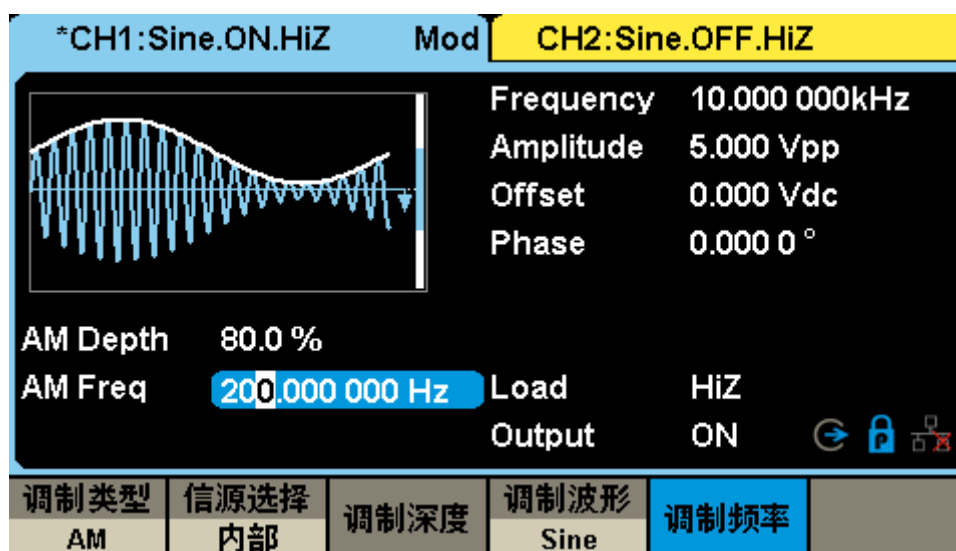 *CH1:Sine.ON.HiZ Mod CH2:Sine.OFF.HiZ
Frequency 10.000 000kHz
Amplitude 5.000 Vpp
Offset 0.000 Vdc
Phase 0.000 0 °
AM Depth 80.0 %
AM Freq 200.000 000 Hz Load HiZ
Output ON
调制类型 信源选择 调制深度 调制波形 调制频率
AM 内部 Sine